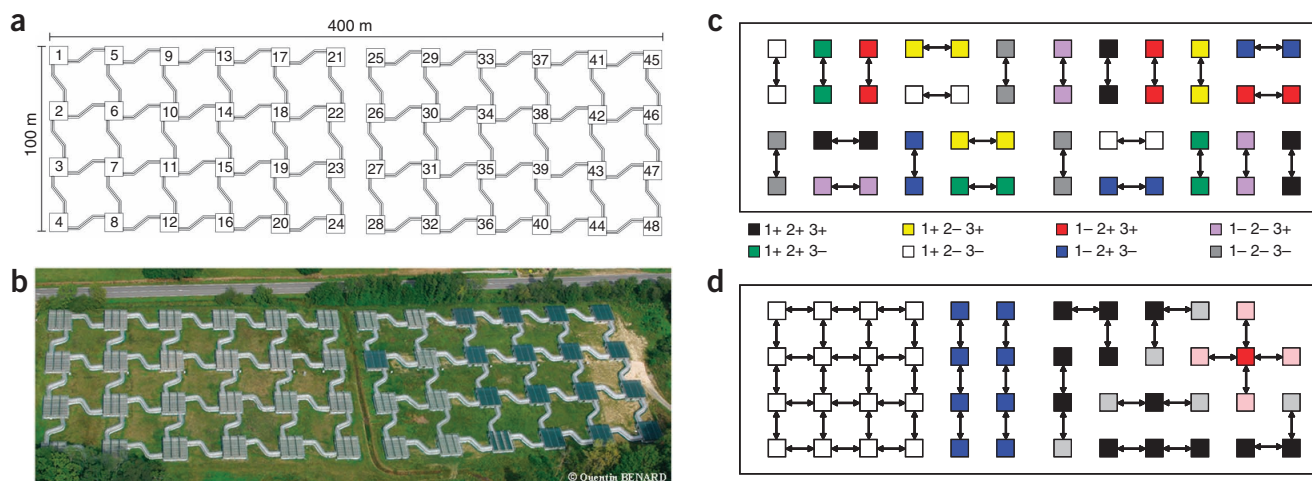 a
400 m
100 m
1 5 9 13 17 21 25 29 33 37 41 45
2 6 10 14 18 22 26 30 34 38 42 46
3 7 11 15 19 23 27 31 35 39 43 47
4 8 12 16 20 24 28 32 36 40 44 48
b
© Quentin BENARD
c
1+ 2+ 3+ 1+ 2– 3+ 1– 2+ 3+ 1– 2– 3+
1+ 2+ 3– 1+ 2– 3– 1– 2+ 3– 1– 2– 3–
d